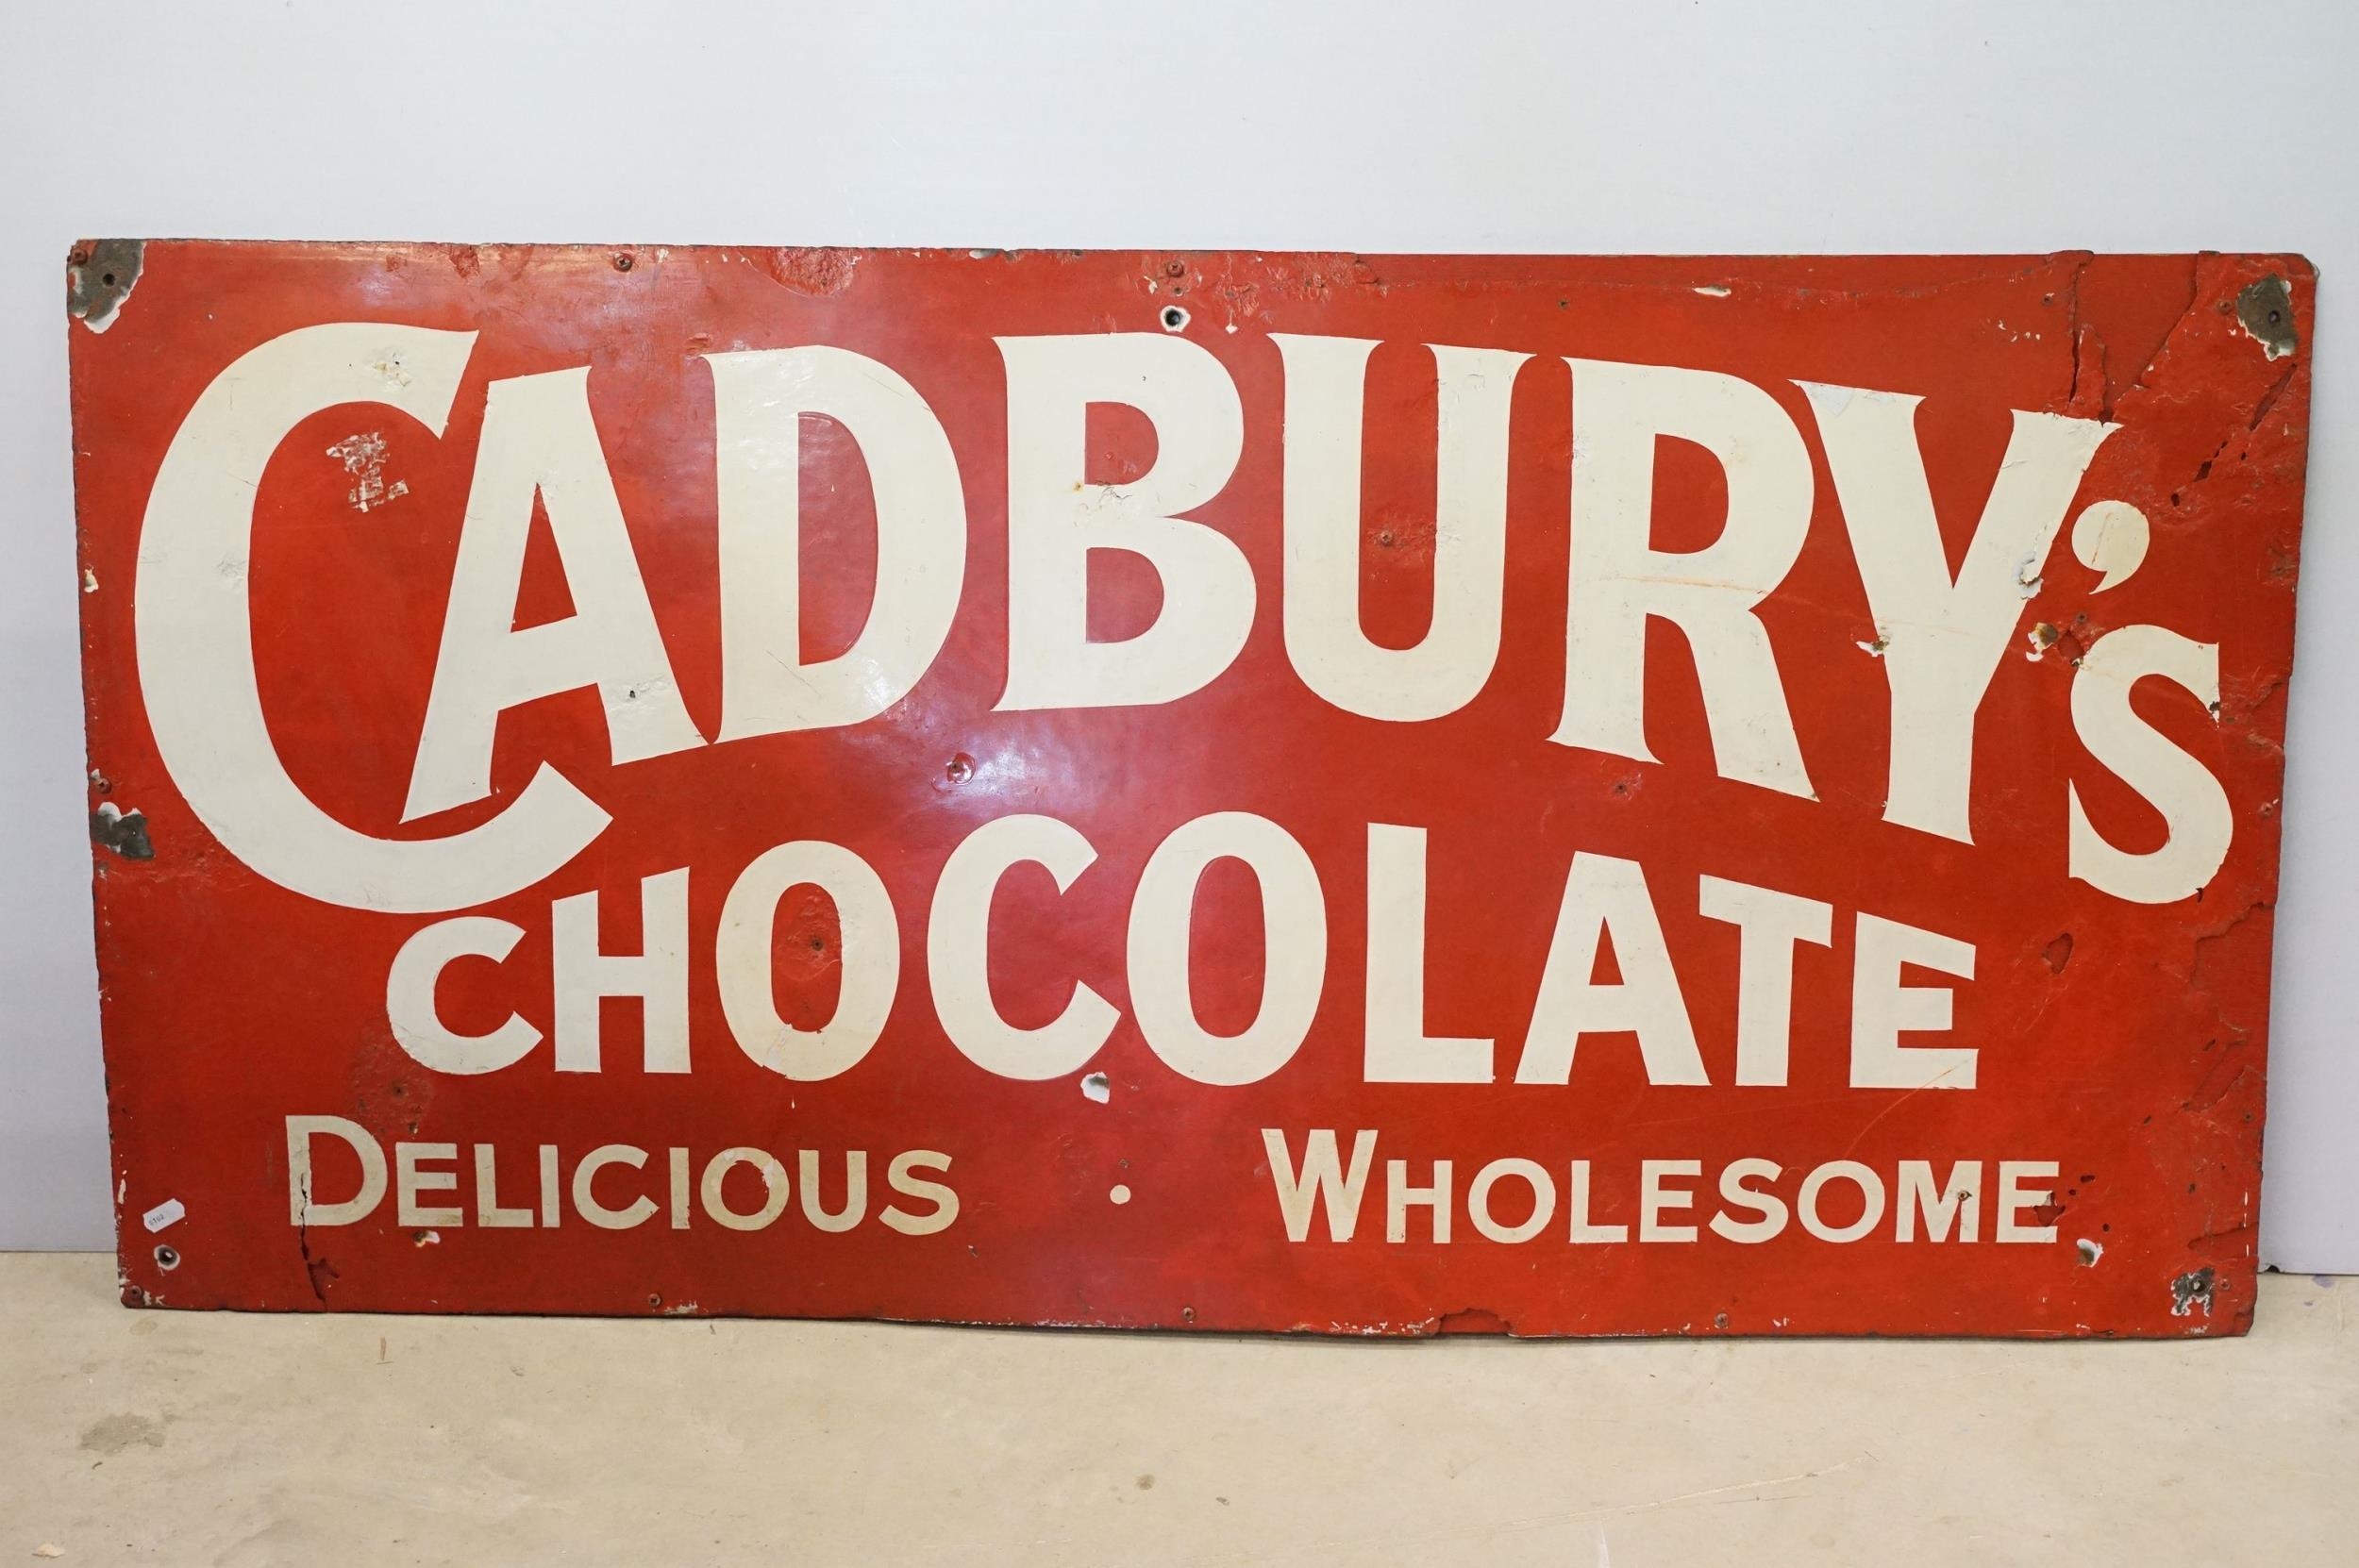 CADBURY'S
CHOCOLATE
DELICIOUS · WHOLESOME